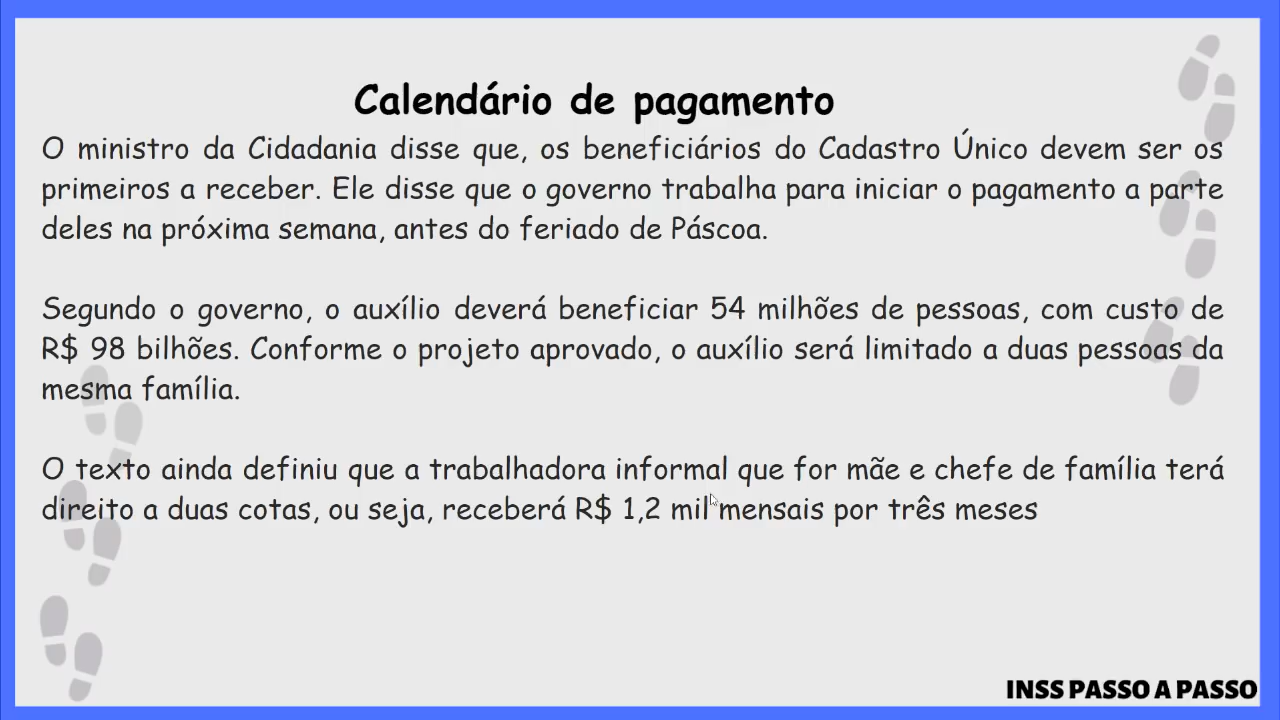 Calendário de pagamento
O ministro da Cidadania disse que, os beneficiários do Cadastro Único devem ser os
primeiros a receber. Ele disse que o governo trabalha para iniciar o pagamento a parte
deles na próxima semana, antes do feriado de Páscoa.
Segundo o governo, o auxílio deverá beneficiar 54 milhões de pessoas, com custo de
R$ 98 bilhões. Conforme o projeto aprovado, o auxílio será limitado a duas pessoas da
mesma família.
O texto ainda definiu que a trabalhadora informal que for mãe e chefe de família terá
direito a duas cotas, ou seja, receberá R$ 1,2 mil mensais por três meses
INSS PASSO A PASSO